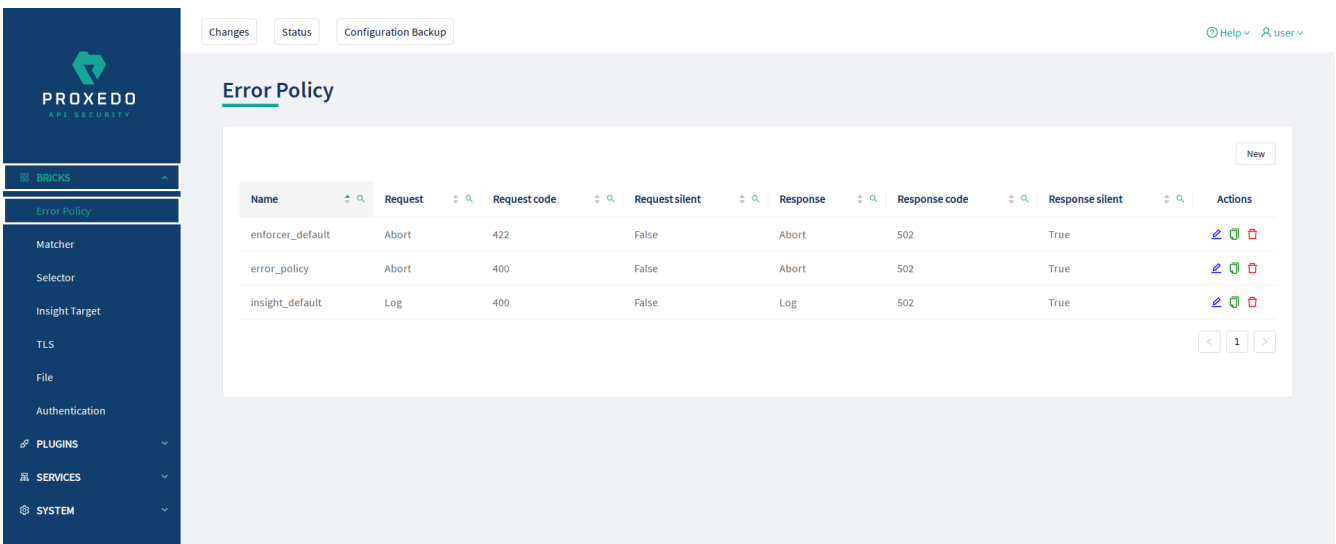 Changes Status Configuration Backup Help user
PROXEDO
API SECURITY
Error Policy
New
BRICKS
Error Policy
Matcher
Selector
Insight Target
TLS
File
Authentication
PLUGINS
SERVICES
SYSTEM
Name Request Request code Request silent Response Response code Response silent Actions
enforcer_default Abort 422 False Abort 502 True
error_policy Abort 400 False Abort 502 True
insight_default Log 400 False Log 502 True
< 1 >